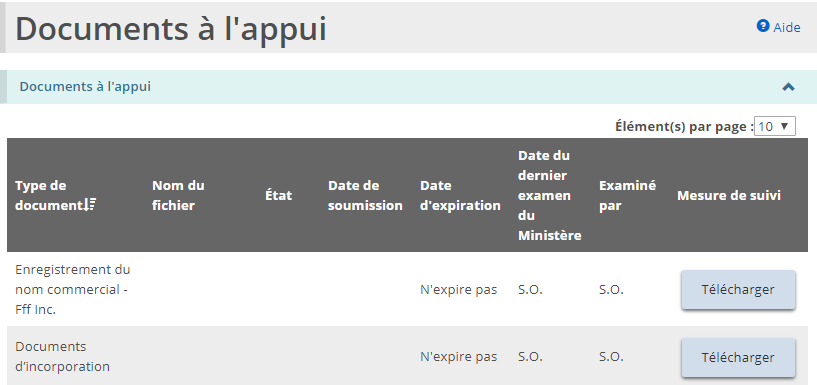 Documents à l'appui
Aide
Documents à l'appui
Élément(s) par page : 10
Type de document
Nom du fichier
État
Date de soumission
Date d'expiration
Date du dernier examen du Ministère
Examiné par
Mesure de suivi
Enregistrement du nom commercial - Fff Inc.
N'expire pas
S.O.
S.O.
Télécharger
Documents d’incorporation
N'expire pas
S.O.
S.O.
Télécharger